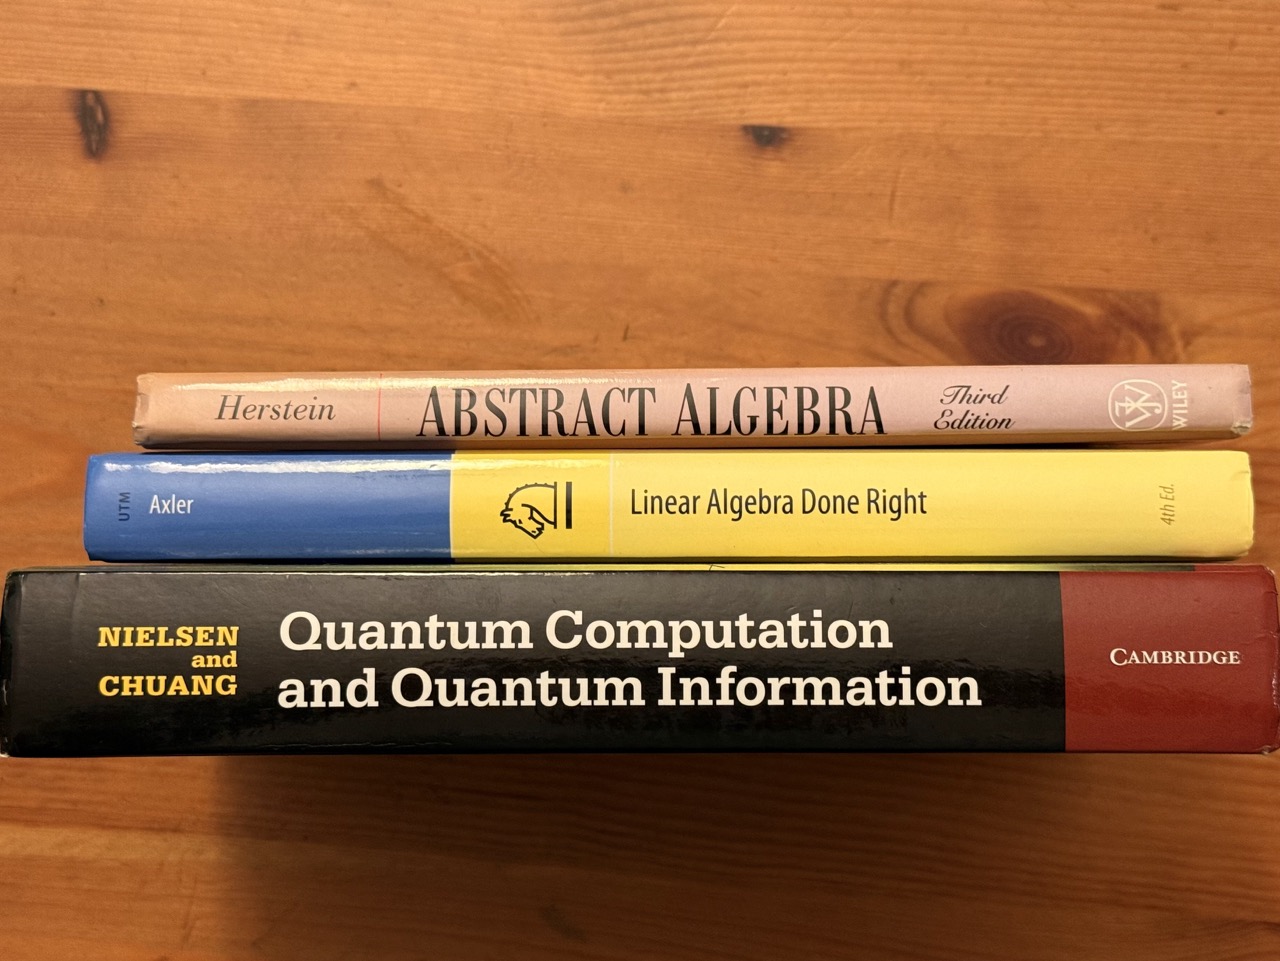 Herstein
ABSTRACT ALGEBRA
Third
Edition
WILEY
UTM
Axler
Linear Algebra Done Right
4th Ed.
NIELSEN
and
CHUANG
Quantum Computation
and Quantum Information
CAMBRIDGE